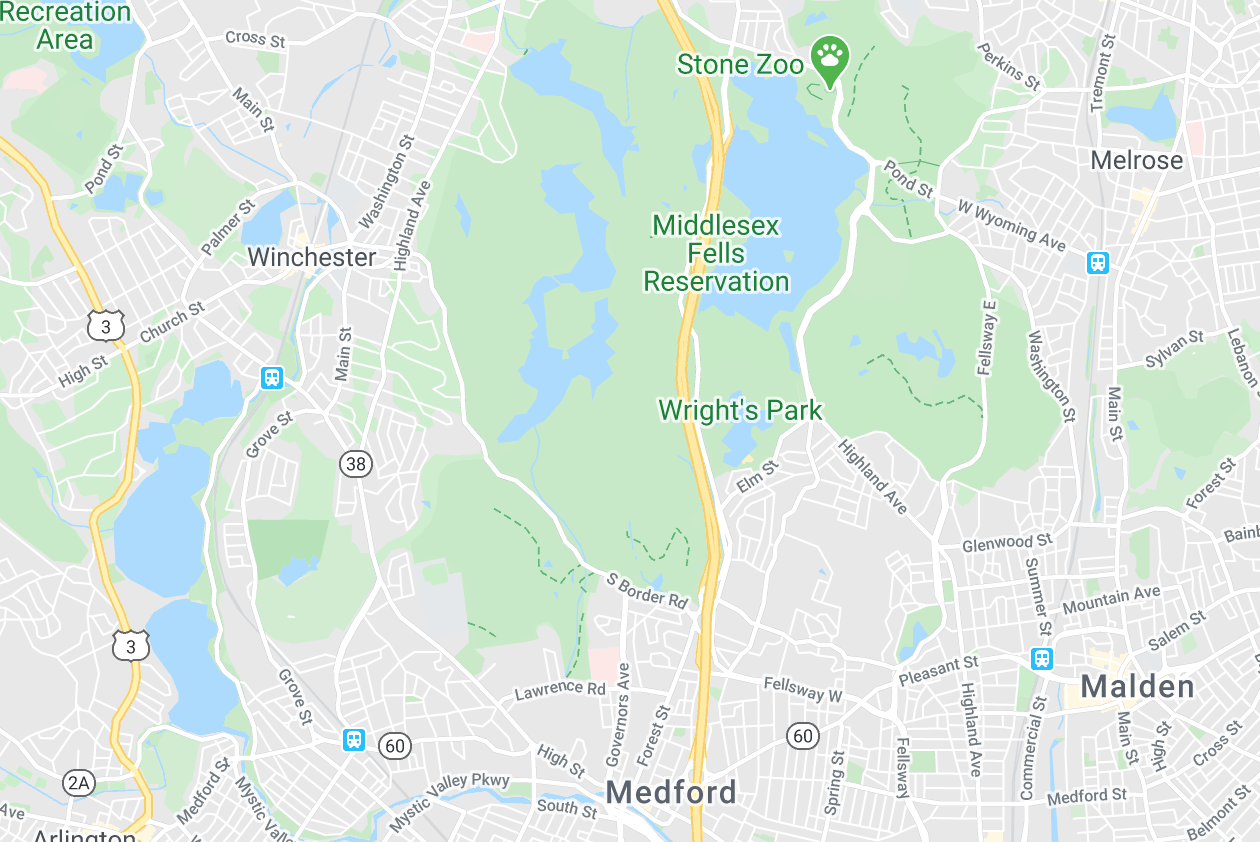 Recreation
Area
Cross St
Stone Zoo
Perkins St
Tremont St
Main St
Pond St
Washington St
Melrose
Pond St
Highland Ave
Palmer St
W Wyoming Ave
Middlesex
Fells
Reservation
Winchester
3
Church St
Main St
High St
Fellsway E
Washington St
Sylvan St
Lebanon
Main St
Wright's Park
Grove St
38
Elm St
Highland Ave
Forest St
Glenwood St
S Border Rd
Summer St
Mountain Ave
Salem St
3
Pleasant St
Malden
Lawrence Rd
Fellsway W
Grove St
Governors Ave
Forest St
Highland Ave
Commercial St
Main St
High St
Cross St
60
60
High St
Fellsway
Spring St
2A
Medford St
Mystic Valley Pkwy
Medford
South St
Medford St
Belmont St
Ave
Arlington